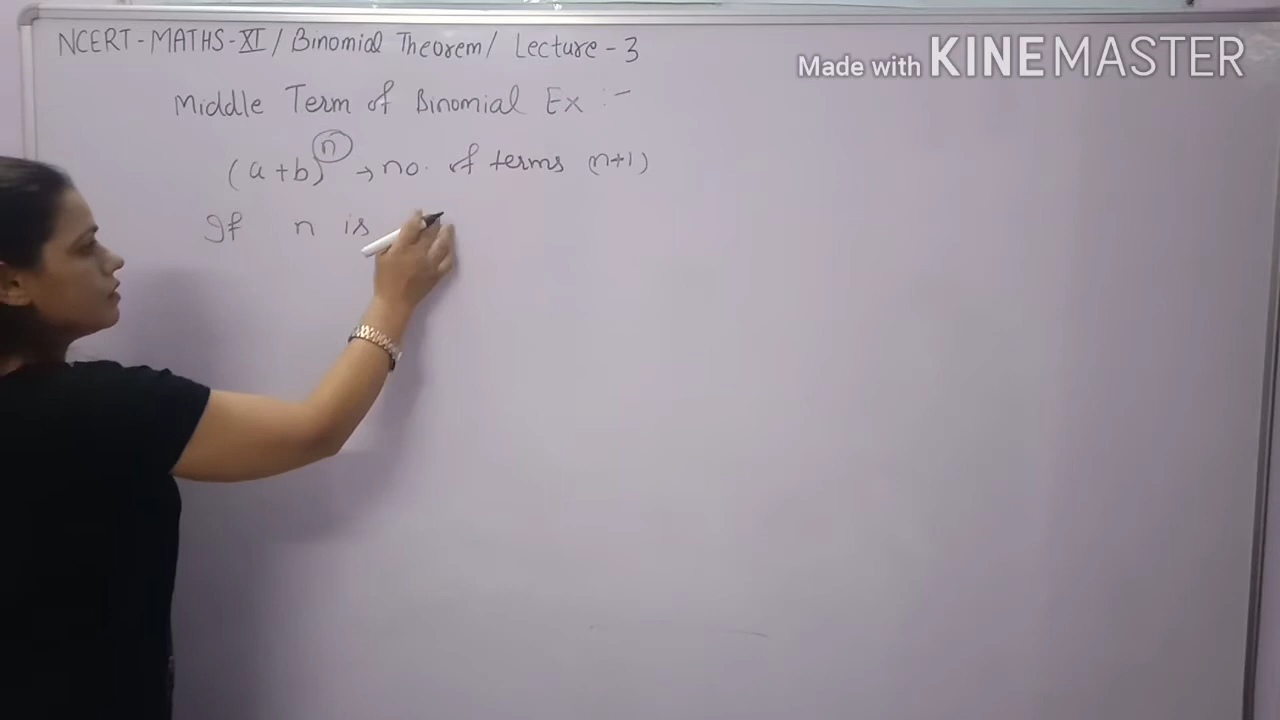 NCERT-MATHS-XI / Binomial Theorem / Lecture - 3
Made with KINEMASTER
Middle Term of Binomial Ex :-
(a+b)^n → no. of terms (n+1)
If n is